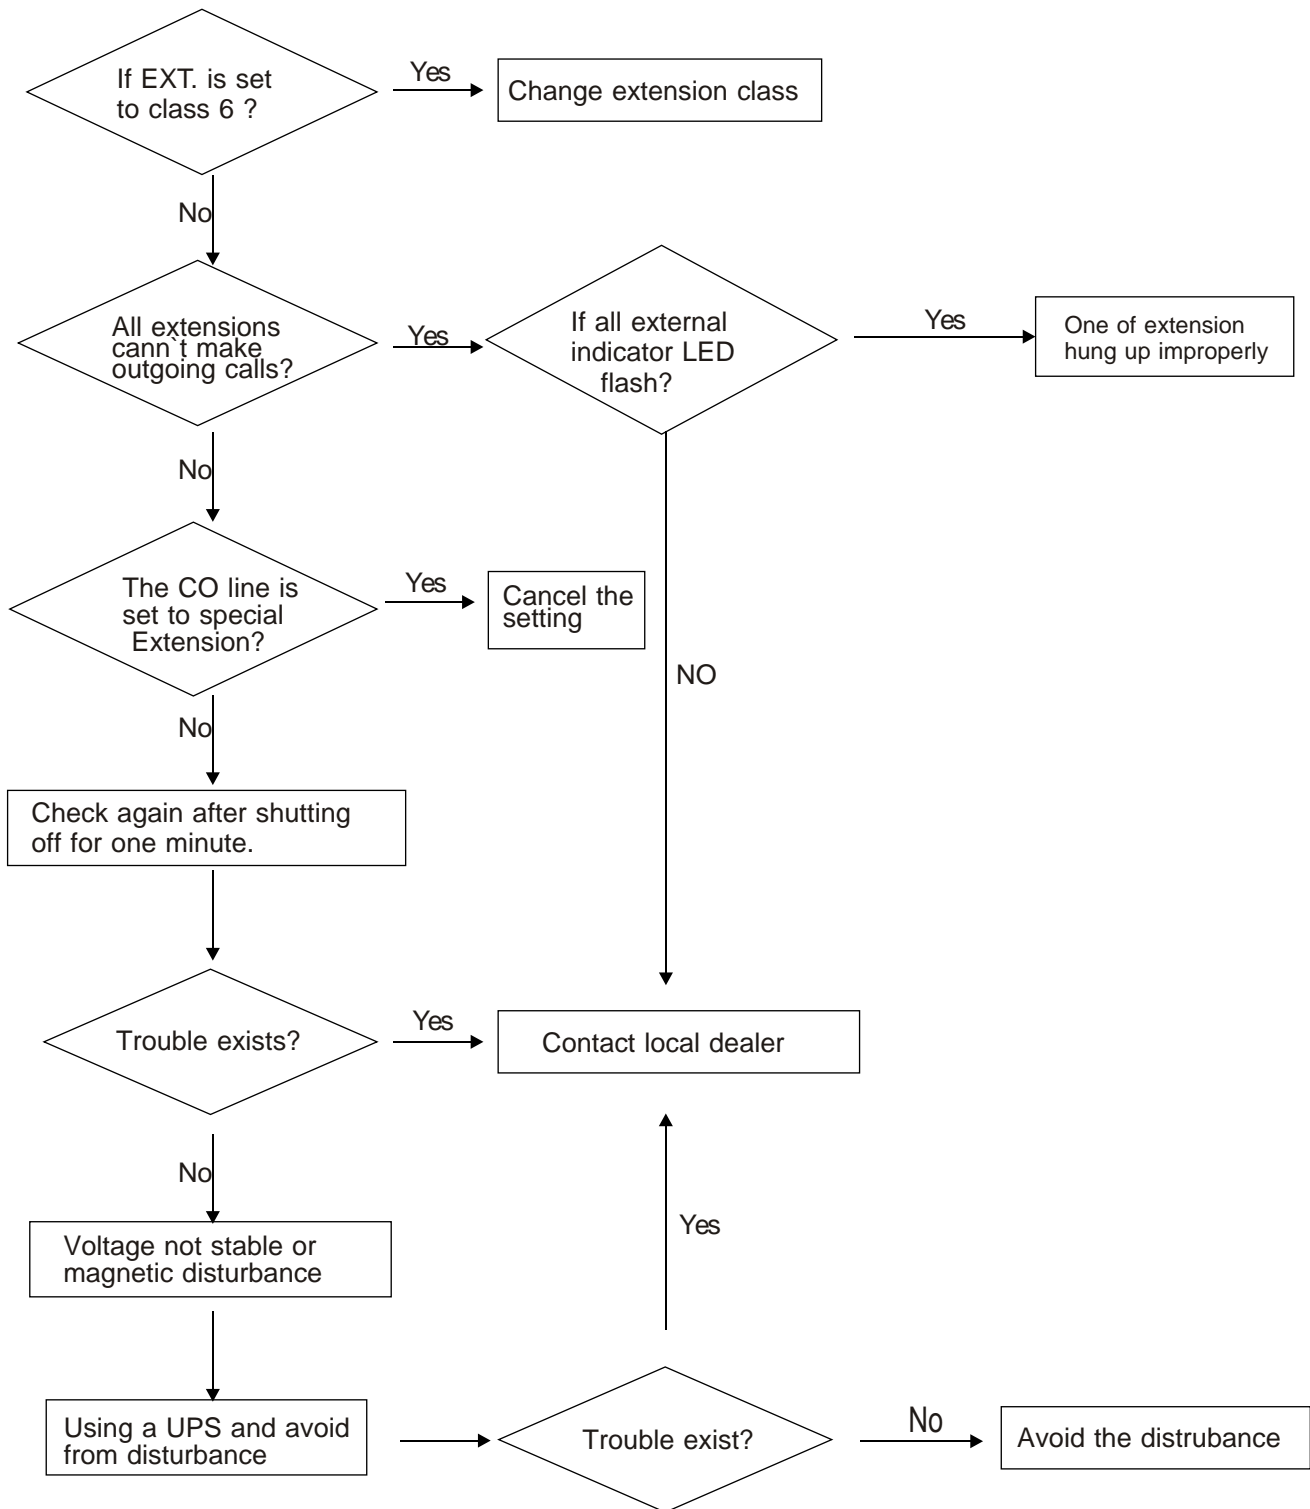 If EXT. is set
to class 6 ?
Yes
Change extension class
No
All extensions
cann`t make
outgoing calls?
Yes
If all external
indicator LED
flash?
Yes
One of extension
hung up improperly
No
The CO line is
set to special
Extension?
Yes
Cancel the
setting
NO
No
Check again after shutting
off for one minute.
Trouble exists?
Yes
Contact local dealer
No
Voltage not stable or
magnetic disturbance
Yes
Using a UPS and avoid
from disturbance
Trouble exist?
No
Avoid the distrubance